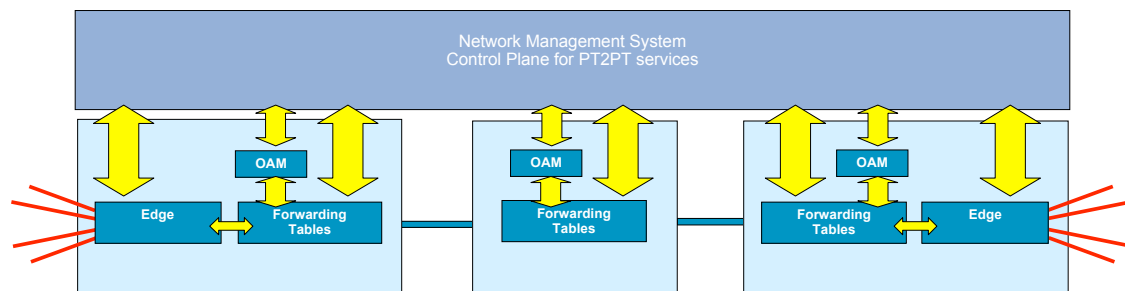 Network Management System
Control Plane for PT2PT services
OAM
OAM
OAM
Edge
Forwarding
Tables
Forwarding
Tables
Forwarding
Tables
Edge